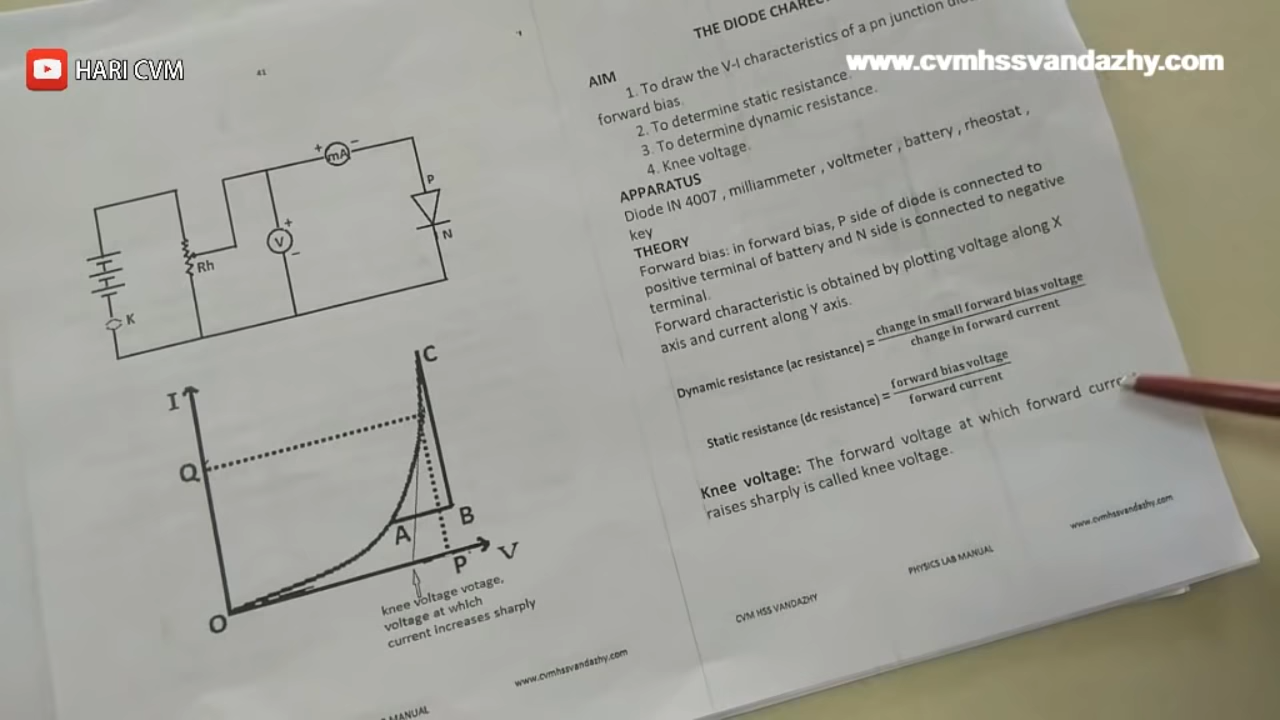 HARI CVM
www.cvmhssvandazhy.com
41
+ mA −
P
N
+
V
−
Rh
K
I
C
Q
A
B
P
V
O
knee voltage votage,
voltage at which
current increases sharply
www.cvmhssvandazhy.com
MANUAL
THE DIODE
AIM
1. To draw the V-I characteristics of a pn junction
forward bias.
2. To determine static resistance.
3. To determine dynamic resistance.
4. Knee voltage.
APPARATUS
Diode IN 4007 , milliammeter , voltmeter , battery , rheostat ,
key
THEORY
Forward bias: in forward bias, P side of diode is connected to
positive terminal of battery and N side is connected to negative
terminal.
Forward characteristic is obtained by plotting voltage along X
axis and current along Y axis.
Dynamic resistance (ac resistance) = change in small forward bias voltage
change in forward current
Static resistance (dc resistance) = forward bias voltage
forward current
Knee voltage: The forward voltage at which forward
raises sharply is called knee voltage.
www.cvmhssvandazhy.com
PHYSICS LAB MANUAL
CVM HSS VANDAZHY